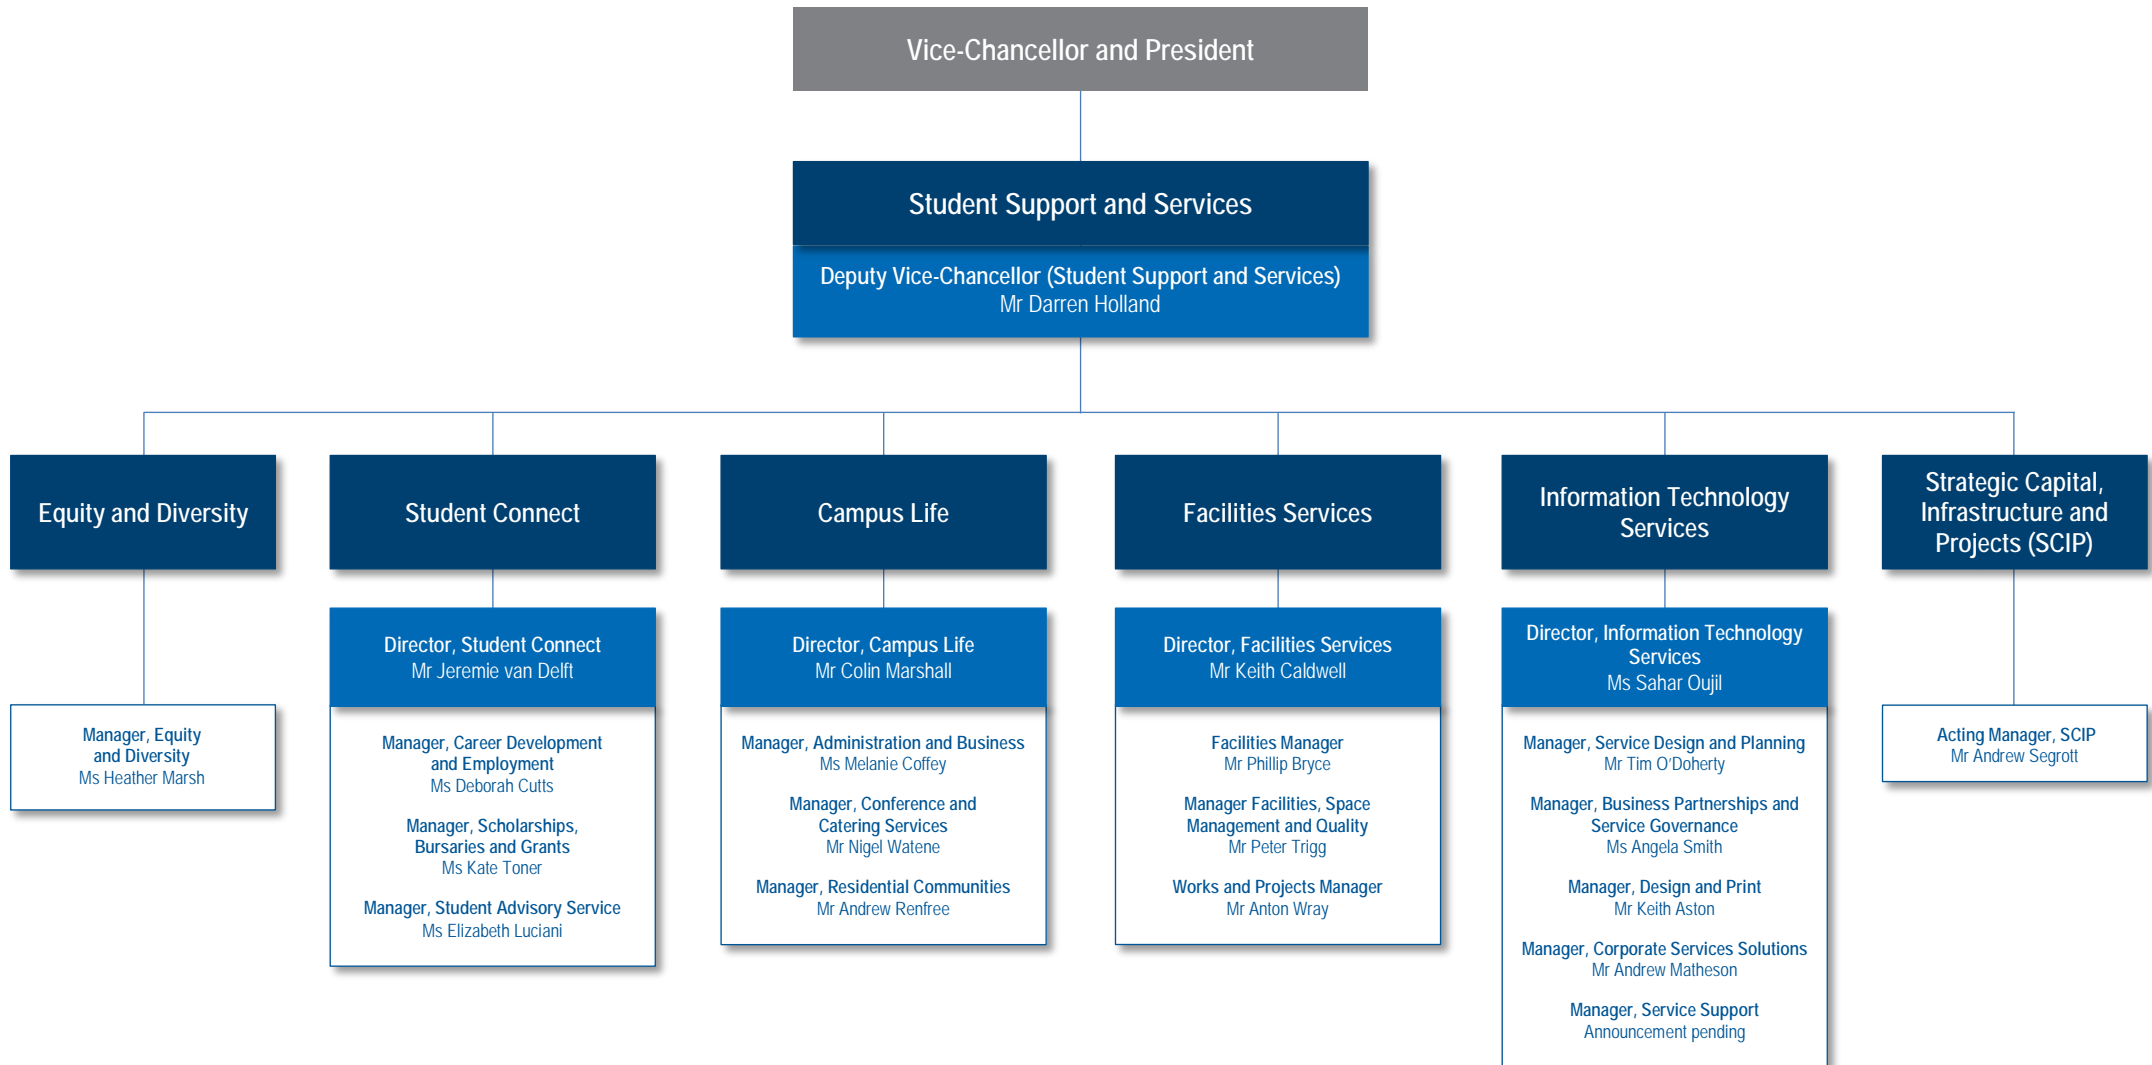 Vice-Chancellor and President
Student Support and Services
Deputy Vice-Chancellor (Student Support and Services)
Mr Darren Holland
Equity and Diversity
Manager, Equity
and Diversity
Ms Heather Marsh
Student Connect
Director, Student Connect
Mr Jeremie van Delft
Manager, Career Development
and Employment
Ms Deborah Cutts
Manager, Scholarships,
Bursaries and Grants
Ms Kate Toner
Manager, Student Advisory Service
Ms Elizabeth Luciani
Campus Life
Director, Campus Life
Mr Colin Marshall
Manager, Administration and Business
Ms Melanie Coffey
Manager, Conference and
Catering Services
Mr Nigel Watene
Manager, Residential Communities
Mr Andrew Renfree
Facilities Services
Director, Facilities Services
Mr Keith Caldwell
Facilities Manager
Mr Phillip Bryce
Manager Facilities, Space
Management and Quality
Mr Peter Trigg
Works and Projects Manager
Mr Anton Wray
Information Technology
Services
Director, Information Technology
Services
Ms Sahar Oujil
Manager, Service Design and Planning
Mr Tim O'Doherty
Manager, Business Partnerships and
Service Governance
Ms Angela Smith
Manager, Design and Print
Mr Keith Aston
Manager, Corporate Services Solutions
Mr Andrew Matheson
Manager, Service Support
Announcement pending
Strategic Capital,
Infrastructure and
Projects (SCIP)
Acting Manager, SCIP
Mr Andrew Segrott